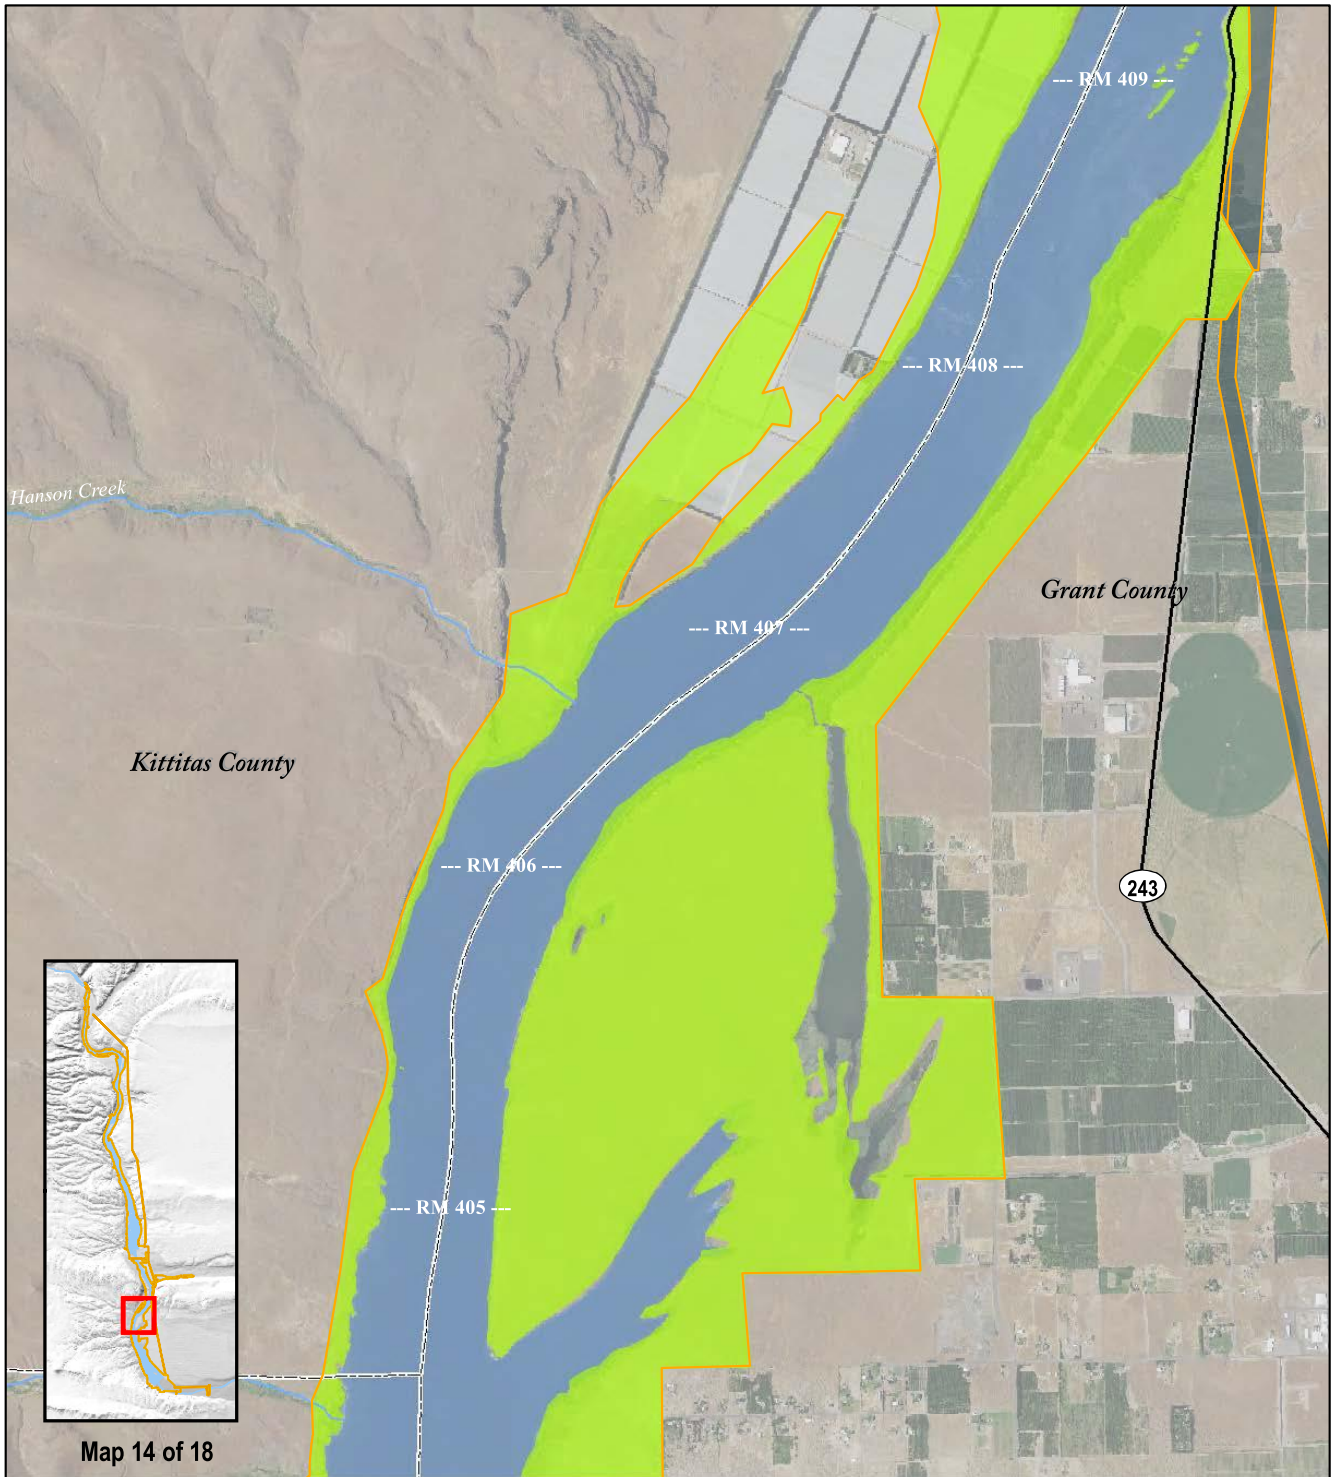 --- RM 409 ---
--- RM 408 ---
Hanson Creek
Grant County
--- RM 407 ---
Kittitas County
--- RM 406 ---
243
--- RM 405 ---
Map 14 of 18